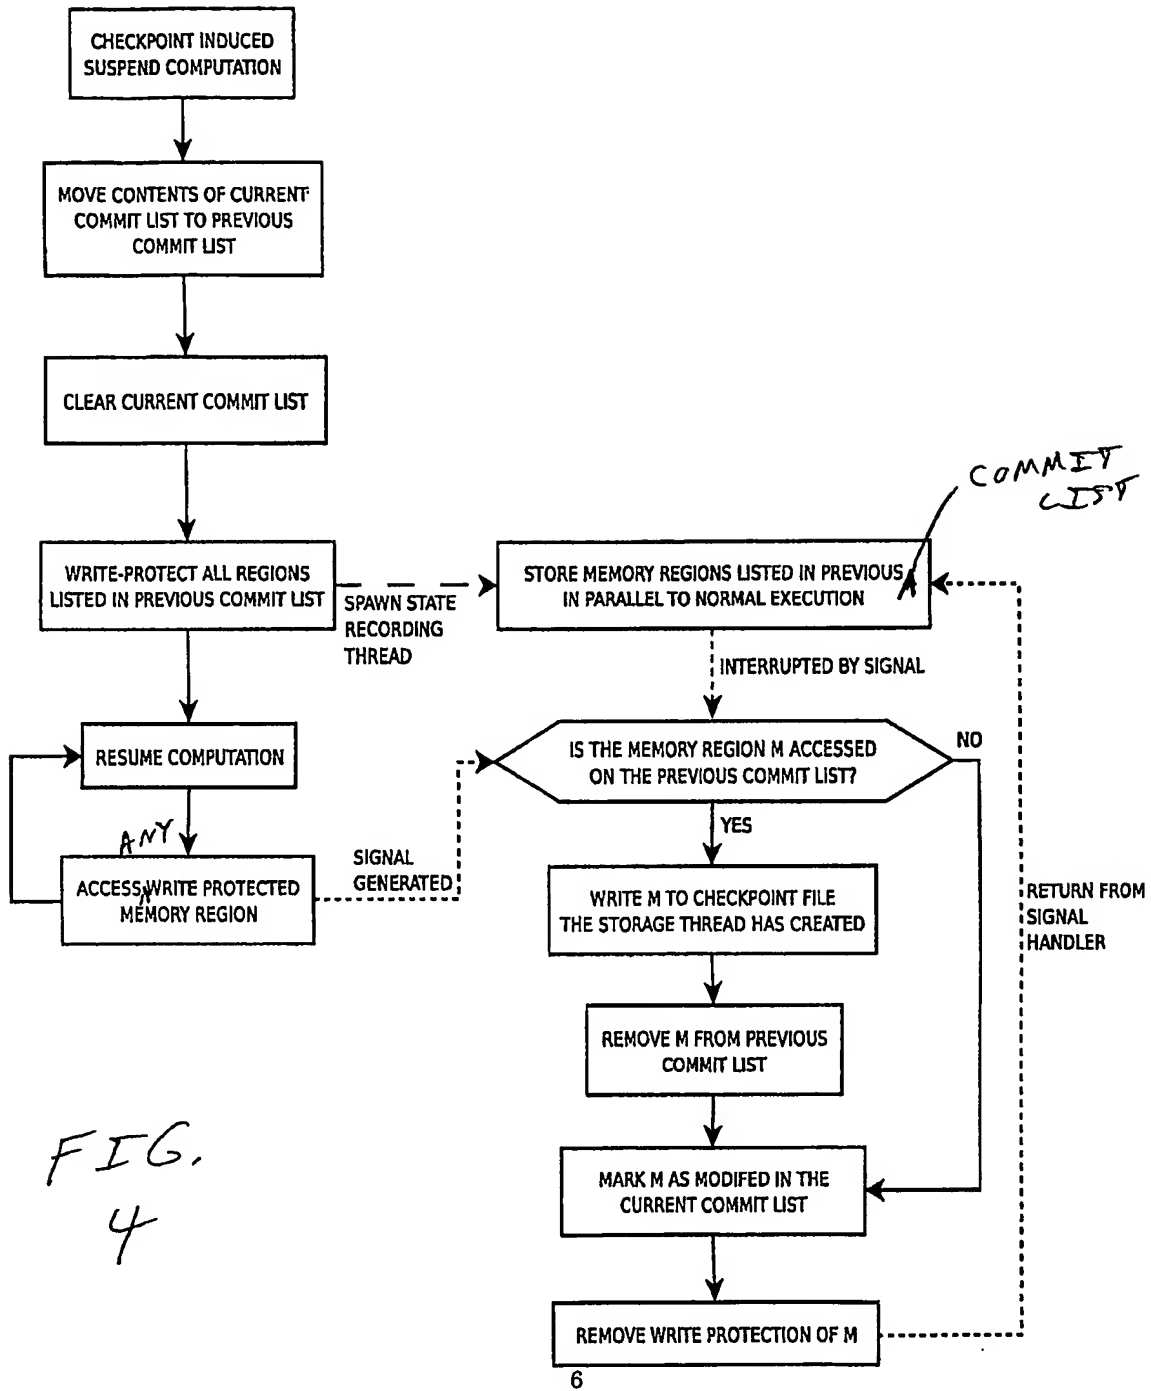 CHECKPOINT INDUCED
SUSPEND COMPUTATION
MOVE CONTENTS OF CURRENT
COMMIT LIST TO PREVIOUS
COMMIT LIST
CLEAR CURRENT COMMIT LIST
COMMIT
LIST
WRITE-PROTECT ALL REGIONS
LISTED IN PREVIOUS COMMIT LIST
SPAWN STATE
RECORDING
THREAD
STORE MEMORY REGIONS LISTED IN PREVIOUS
IN PARALLEL TO NORMAL EXECUTION
INTERRUPTED BY SIGNAL
RESUME COMPUTATION
IS THE MEMORY REGION M ACCESSED
ON THE PREVIOUS COMMIT LIST?
NO
YES
ANY
ACCESS WRITE PROTECTED
MEMORY REGION
SIGNAL
GENERATED
WRITE M TO CHECKPOINT FILE
THE STORAGE THREAD HAS CREATED
RETURN FROM
SIGNAL
HANDLER
REMOVE M FROM PREVIOUS
COMMIT LIST
MARK M AS MODIFED IN THE
CURRENT COMMIT LIST
REMOVE WRITE PROTECTION OF M
FIG.
4
6